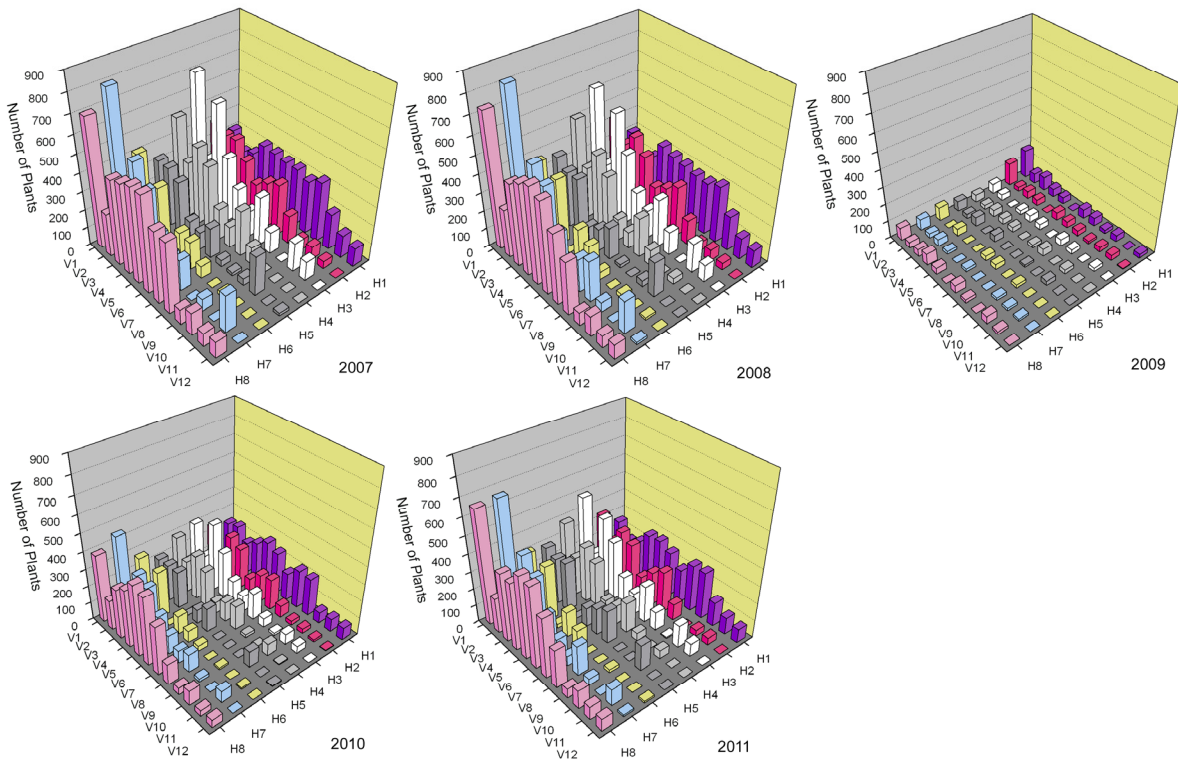 900
800
700
600
500
400
300
200
100
0
Number of Plants
V1
V2
V3
V4
V5
V6
V7
V8
V9
V10
V11
V12
H8
H7
H6
H5
H4
H3
H2
H1
2007
900
800
700
600
500
400
300
200
100
0
Number of Plants
V1
V2
V3
V4
V5
V6
V7
V8
V9
V10
V11
V12
H8
H7
H6
H5
H4
H3
H2
H1
2008
900
800
700
600
500
400
300
200
100
0
Number of Plants
V1
V2
V3
V4
V5
V6
V7
V8
V9
V10
V11
V12
H8
H7
H6
H5
H4
H3
H2
H1
2009
900
800
700
600
500
400
300
200
100
0
Number of Plants
V1
V2
V3
V4
V5
V6
V7
V8
V9
V10
V11
V12
H8
H7
H6
H5
H4
H3
H2
H1
2010
900
800
700
600
500
400
300
200
100
0
Number of Plants
V1
V2
V3
V4
V5
V6
V7
V8
V9
V10
V11
V12
H8
H7
H6
H5
H4
H3
H2
H1
2011